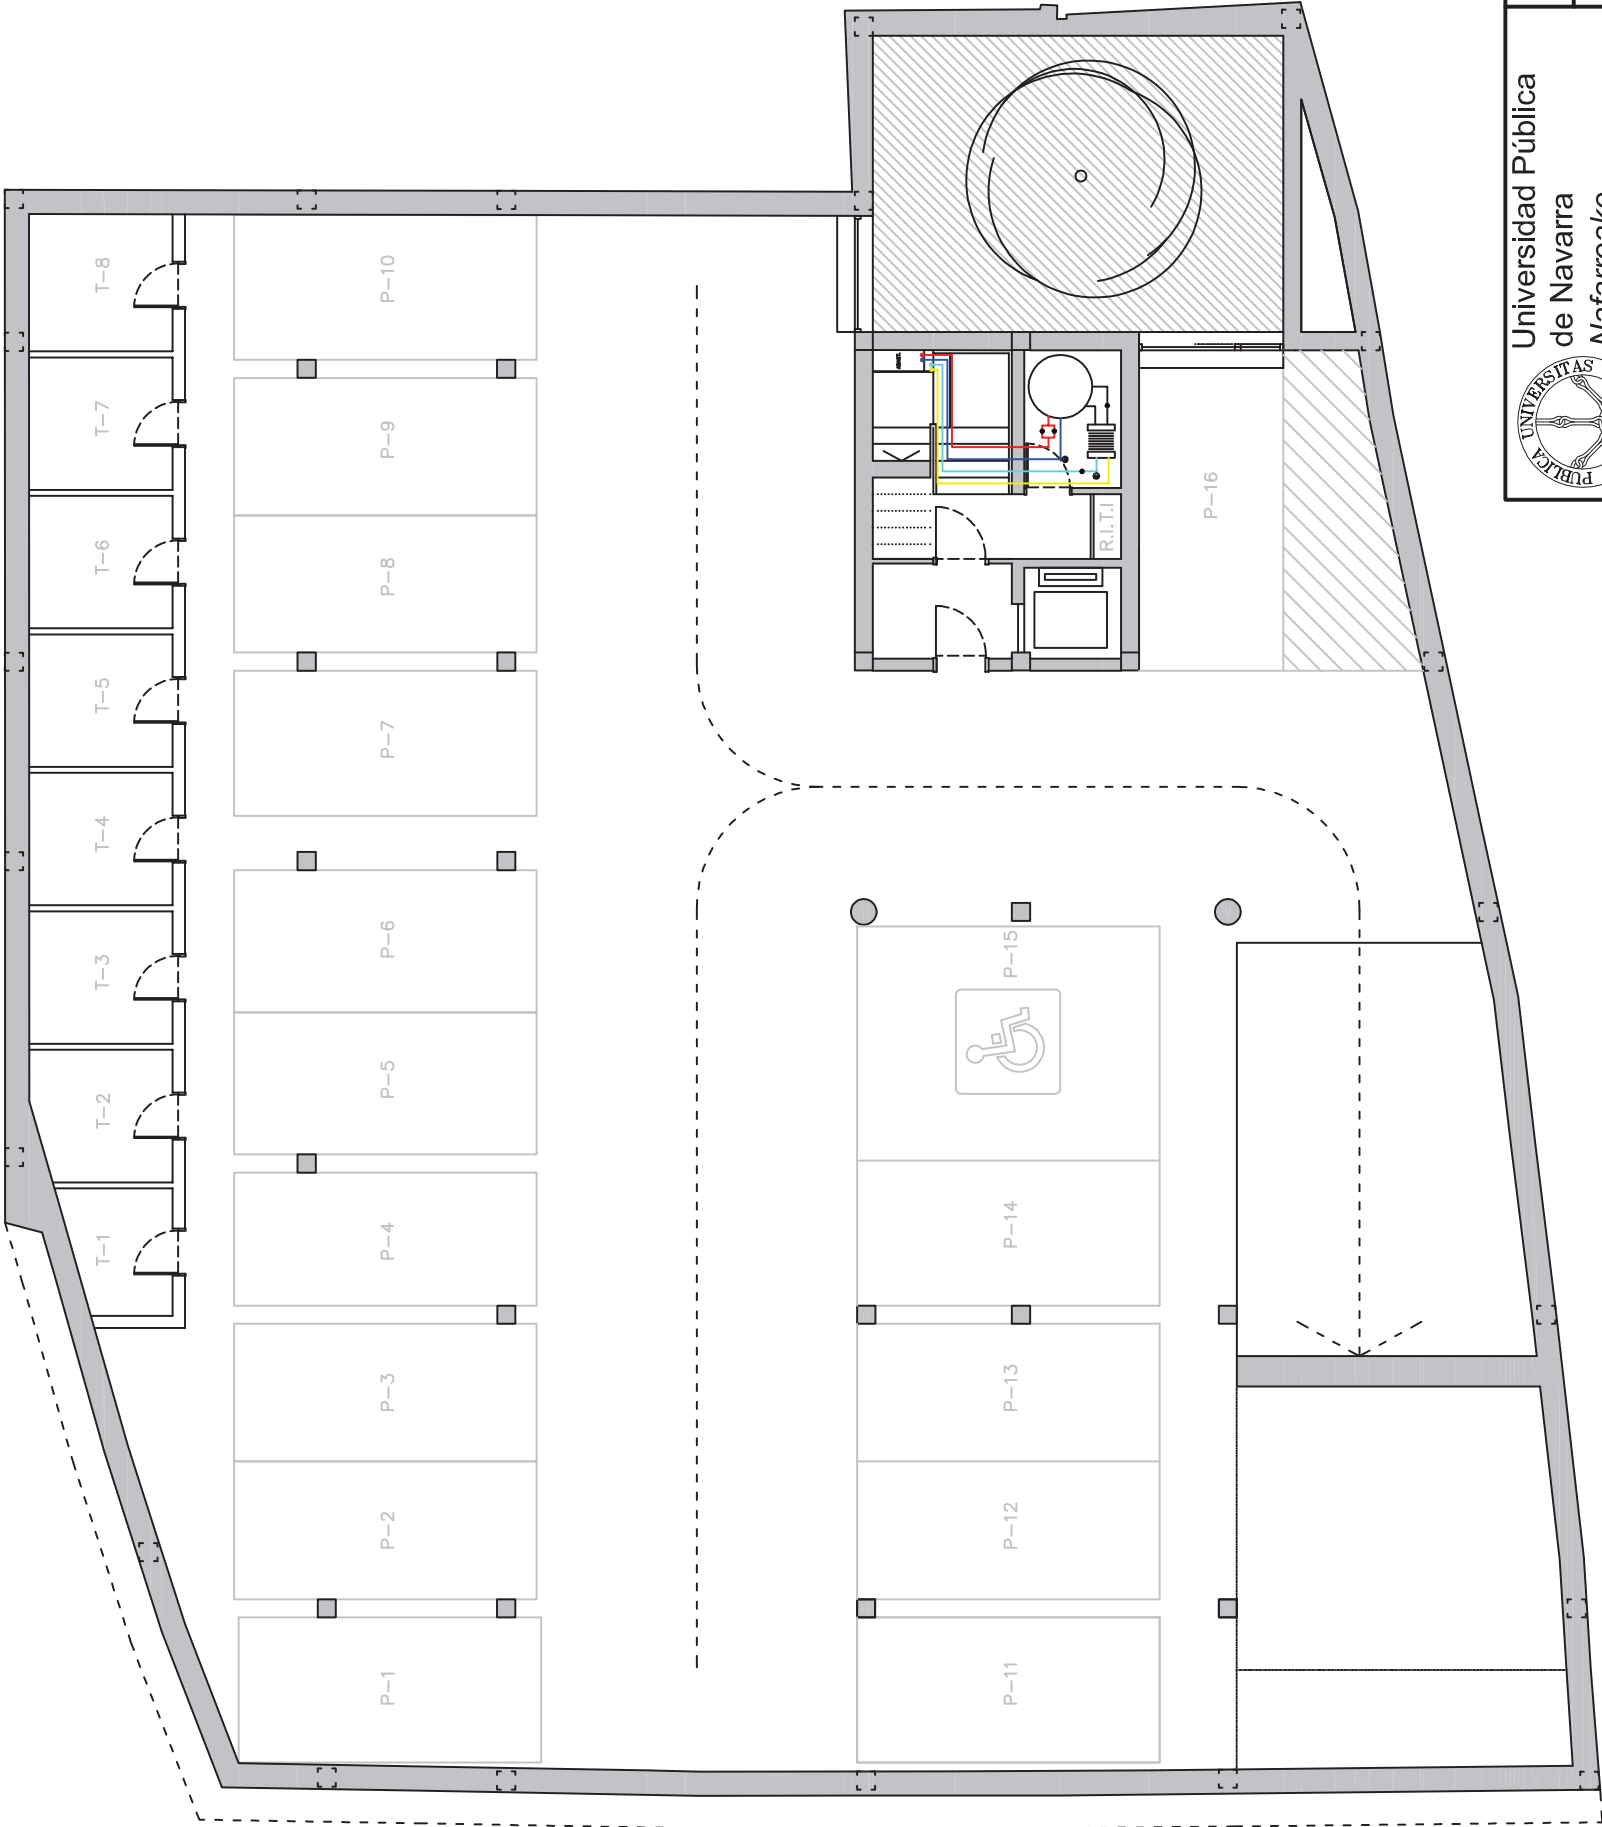 Universidad Pública
de Navarra
Nafarroako
UNIVERSITAS
PUBLICA
T-8
T-7
T-6
T-5
T-4
T-3
T-2
T-1
P-10
P-9
P-8
P-7
P-6
P-5
P-4
P-3
P-2
P-1
P-16
R.I.T.I
P-15
P-14
P-13
P-12
P-11